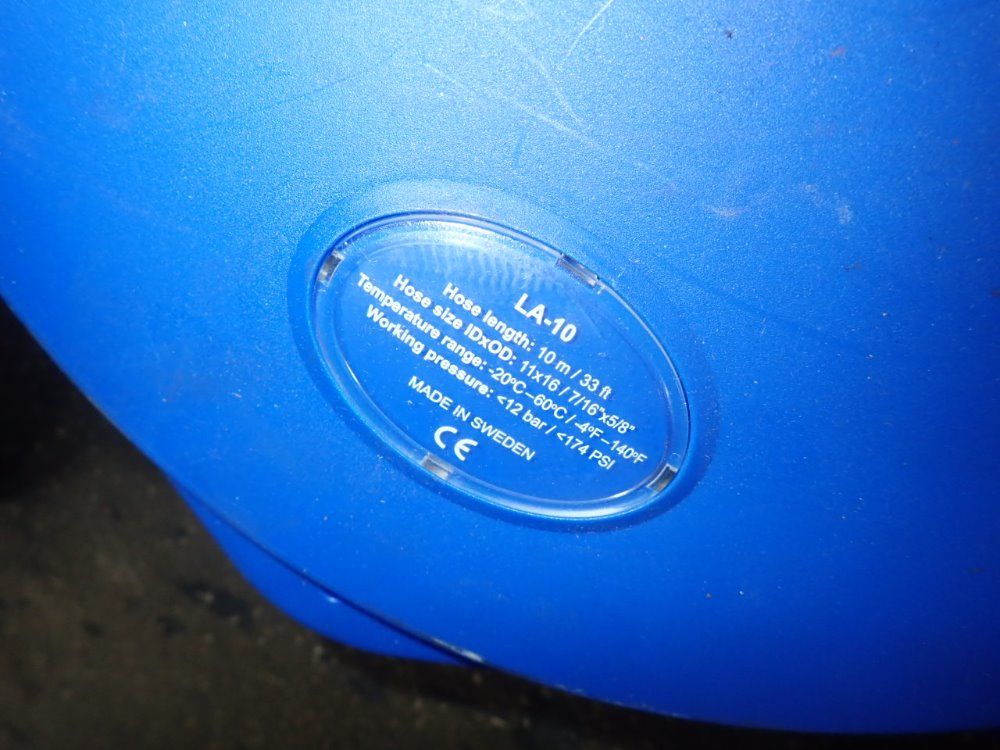 LA-10
Hose length: 10 m / 33 ft
Hose size IDxOD: 11x16 / 7/16"x5/8"
Temperature range: -20ºC–60ºC / -4ºF–140ºF
Working pressure: <12 bar / <174 PSI
MADE IN SWEDEN
CE